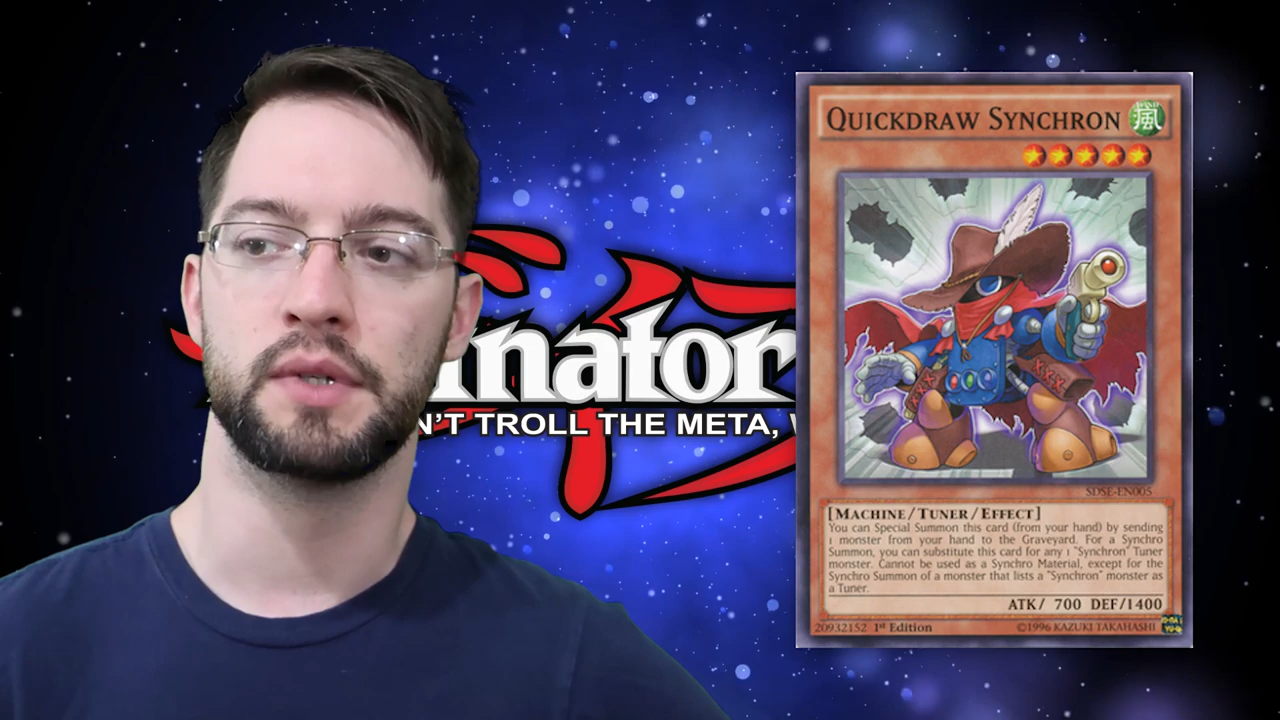 QUICKDRAW SYNCHRON
WIND
風
inator
N'T TROLL THE META,
SDSE-EN005
[MACHINE/TUNER/EFFECT]
You can Special Summon this card (from your hand) by sending
1 monster from your hand to the Graveyard. For a Synchro
Summon, you can substitute this card for any 1 "Synchron" Tuner
monster. Cannot be used as a Synchro Material, except for the
Synchro Summon of a monster that lists a "Synchron" monster as
a Tuner.
ATK/ 700 DEF/1400
20932152 1st Edition ©1996 KAZUKI TAKAHASHI